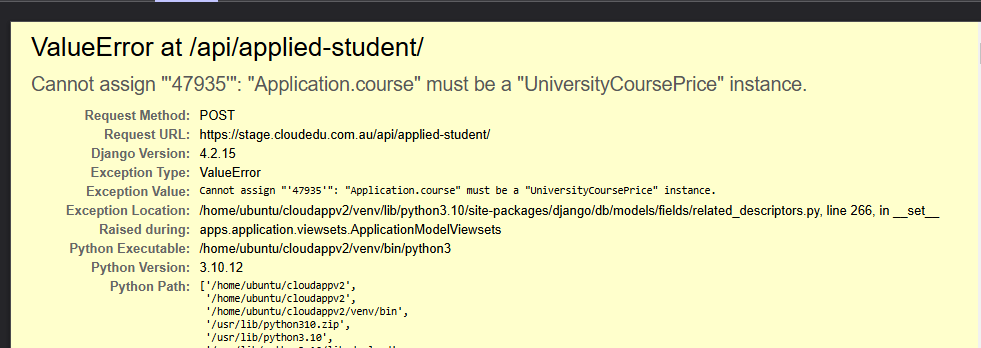 ValueError at /api/applied-student/
Cannot assign "'47935'": "Application.course" must be a "UniversityCoursePrice" instance.
Request Method: POST
Request URL: https://stage.cloudedu.com.au/api/applied-student/
Django Version: 4.2.15
Exception Type: ValueError
Exception Value: Cannot assign "'47935'": "Application.course" must be a "UniversityCoursePrice" instance.
Exception Location: /home/ubuntu/cloudappv2/venv/lib/python3.10/site-packages/django/db/models/fields/related_descriptors.py, line 266, in __set__
Raised during: apps.application.viewsets.ApplicationModelViewsets
Python Executable: /home/ubuntu/cloudappv2/venv/bin/python3
Python Version: 3.10.12
Python Path: ['/home/ubuntu/cloudappv2',
'/home/ubuntu/cloudappv2',
'/home/ubuntu/cloudappv2/venv/bin',
'/usr/lib/python310.zip',
'/usr/lib/python3.10',